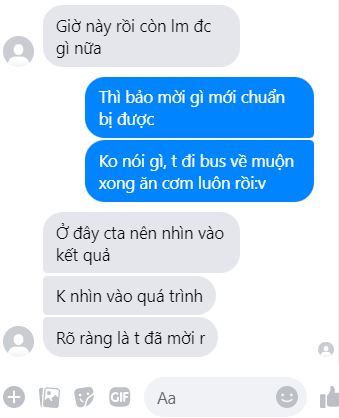 Giờ này rồi còn lm đc
gì nữa
Thì bảo mời gì mới chuẩn
bị được
Ko nói gì, t đi bus về muộn
xong ăn cơm luôn rồi:v
Ở đây cta nên nhìn vào
kết quả
K nhìn vào quá trình
Rõ ràng là t đã mời r
GIF
Aa